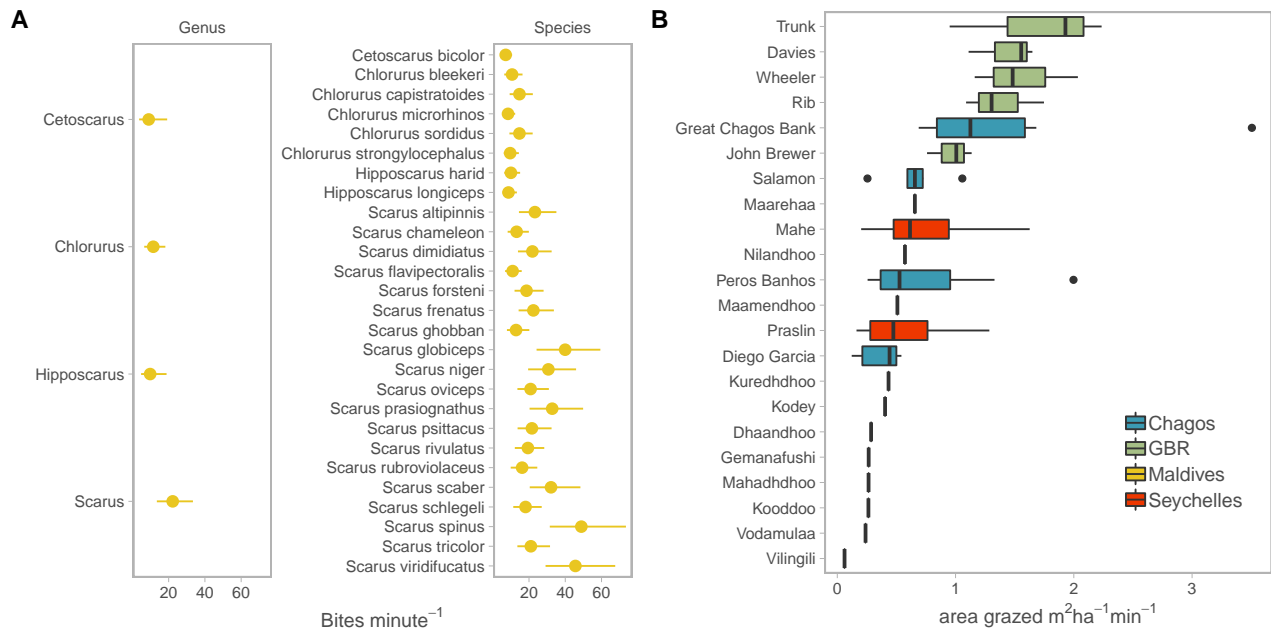 A
Genus
Cetoscarus
Chlorurus
Hipposcarus
Scarus
20 40 60
Species
Cetoscarus bicolor
Chlorurus bleekeri
Chlorurus capistratoides
Chlorurus microrhinos
Chlorurus sordidus
Chlorurus strongylocephalus
Hipposcarus harid
Hipposcarus longiceps
Scarus altipinnis
Scarus chameleon
Scarus dimidiatus
Scarus flavipectoralis
Scarus forsteni
Scarus frenatus
Scarus ghobban
Scarus globiceps
Scarus niger
Scarus oviceps
Scarus prasiognathus
Scarus psittacus
Scarus rivulatus
Scarus rubroviolaceus
Scarus scaber
Scarus schlegeli
Scarus spinus
Scarus tricolor
Scarus viridifucatus
20 40 60
Bites minute⁻¹
B
Trunk
Davies
Wheeler
Rib
Great Chagos Bank
John Brewer
Salamon
Maarehaa
Mahe
Nilandhoo
Peros Banhos
Maamendhoo
Praslin
Diego Garcia
Kuredhdhoo
Kodey
Dhaandhoo
Gemanafushi
Mahadhdhoo
Kooddoo
Vodamulaa
Vilingili
Chagos
GBR
Maldives
Seychelles
0 1 2 3
area grazed m²ha⁻¹min⁻¹